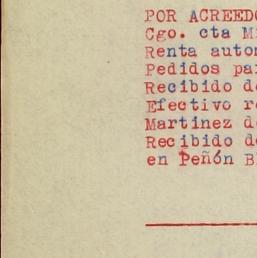 POR ACREEDO
Cgo. cta M
Renta auto
Pedidos pa
Recibido d
Efectivo r
Martinez d
Recibido d
en Peñón B